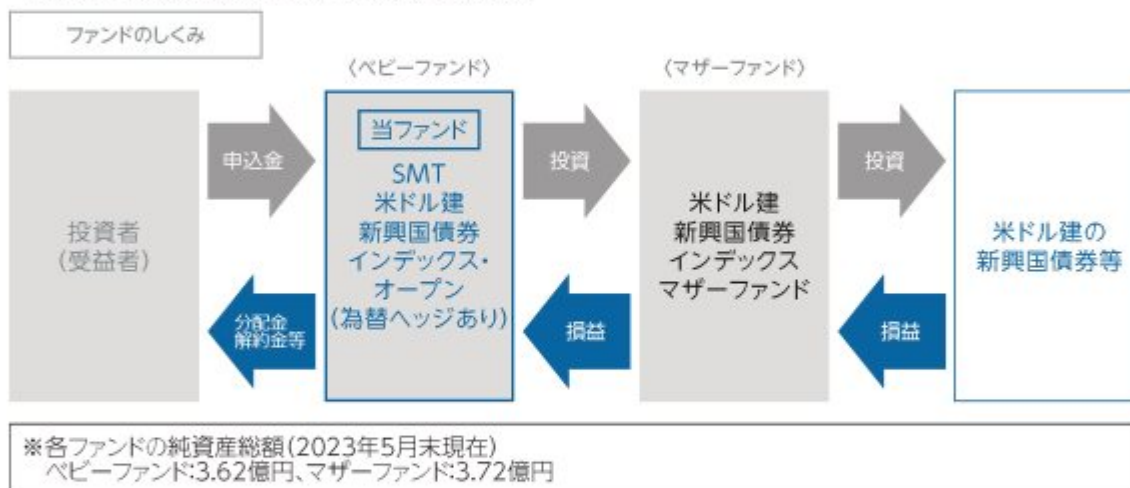 ファンドのしくみ
〈ベビーファンド〉
〈マザーファンド〉
投資者
(受益者)
申込金
分配金
解約金等
当ファンド
SMT
米ドル建
新興国債券
インデックス・
オープン
(為替ヘッジあり)
投資
損益
米ドル建
新興国債券
インデックス
マザーファンド
投資
損益
米ドル建の
新興国債券等
※各ファンドの純資産総額(2023年5月末現在)
ベビーファンド:3.62億円、マザーファンド:3.72億円